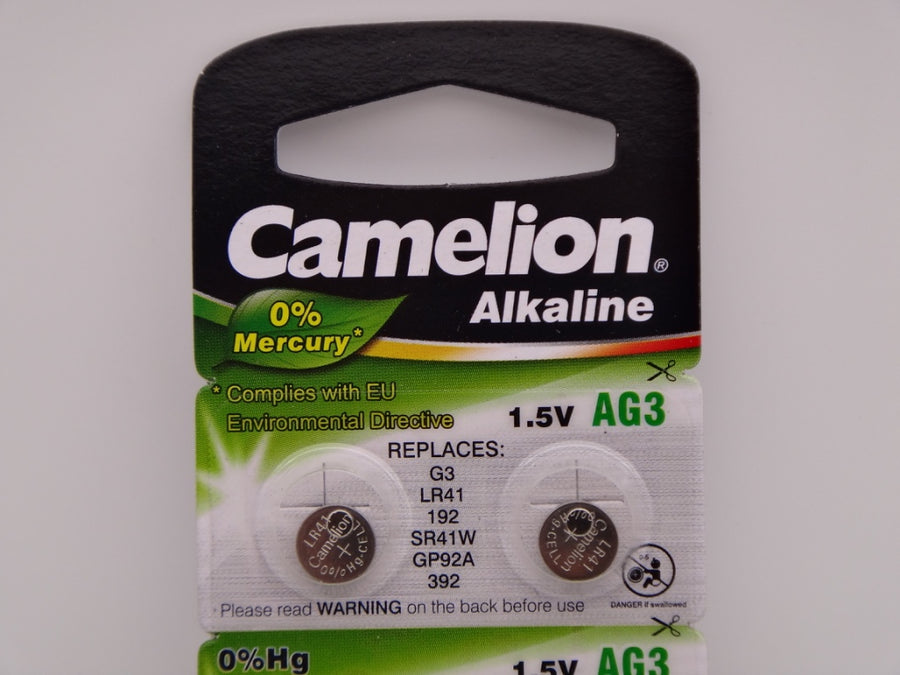 Camelion®
Alkaline
0%
Mercury*
* Complies with EU
Environmental Directive
1.5V AG3
REPLACES:
G3
LR41
192
SR41W
GP92A
392
LR41
Camelion
+
0%Hg-CELL
LR41
Camelion
0%Hg-CELL
DANGER if swallowed
*Please read WARNING on the back before use
0%Hg
1.5V AG3